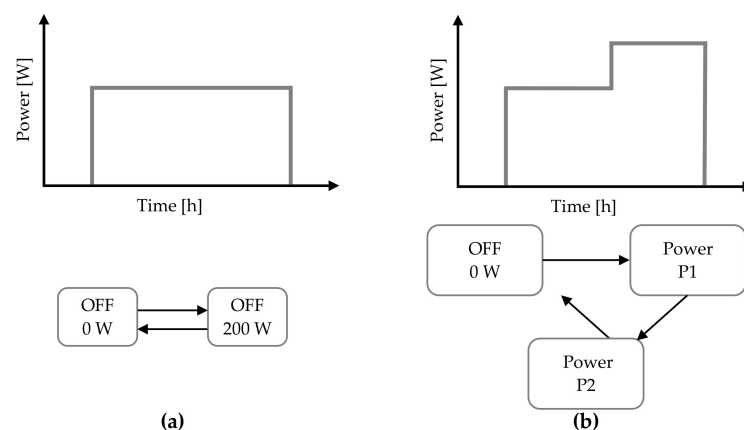 Power [W]
Time [h]
OFF
0 W
OFF
200 W
(a)
Power [W]
Time [h]
OFF
0 W
Power
P1
Power
P2
(b)